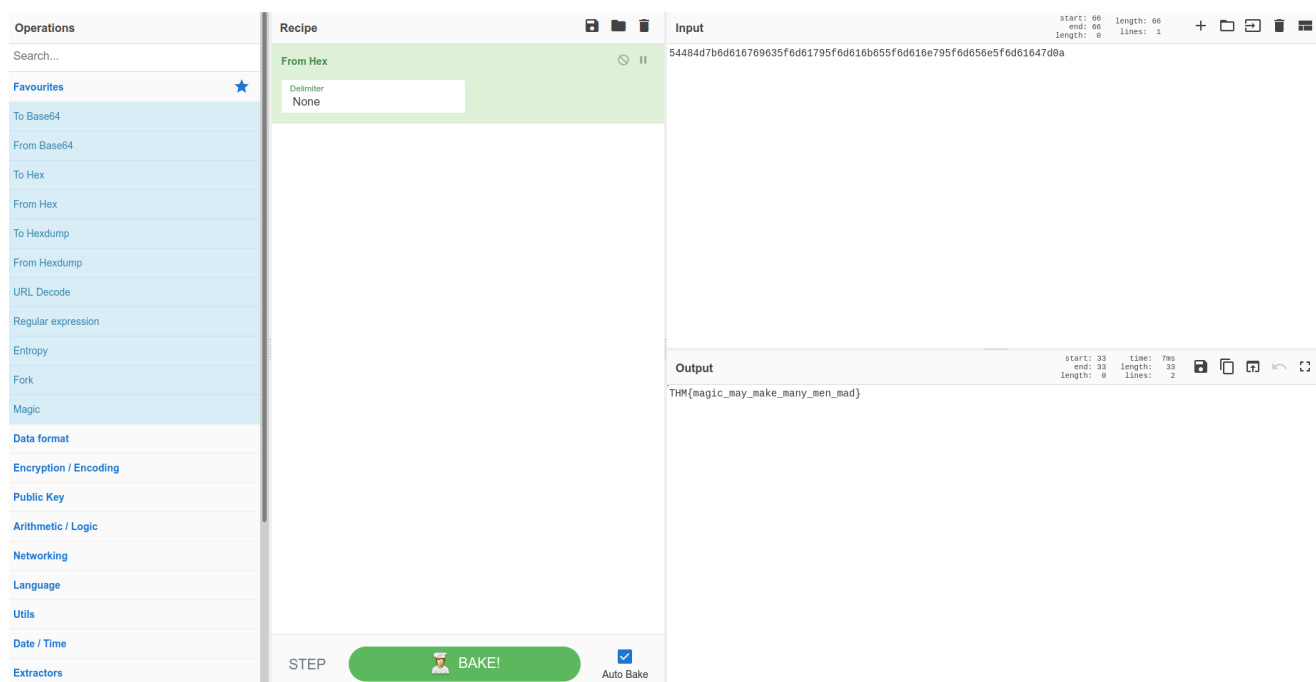 Operations
Search...
Favourites
To Base64
From Base64
To Hex
From Hex
To Hexdump
From Hexdump
URL Decode
Regular expression
Entropy
Fork
Magic
Data format
Encryption / Encoding
Public Key
Arithmetic / Logic
Networking
Language
Utils
Date / Time
Extractors
Recipe
From Hex
Delimiter
None
STEP
BAKE!
Auto Bake
Input
start: 66
end: 66
length: 0
length: 66
lines: 1
54484d7b6d616769635f6d61795f6d616b655f6d616e795f6d656e5f6d61647d0a
Output
start: 33
end: 33
length: 0
time: 7ms
length: 33
lines: 2
THM{magic_may_make_many_men_mad}